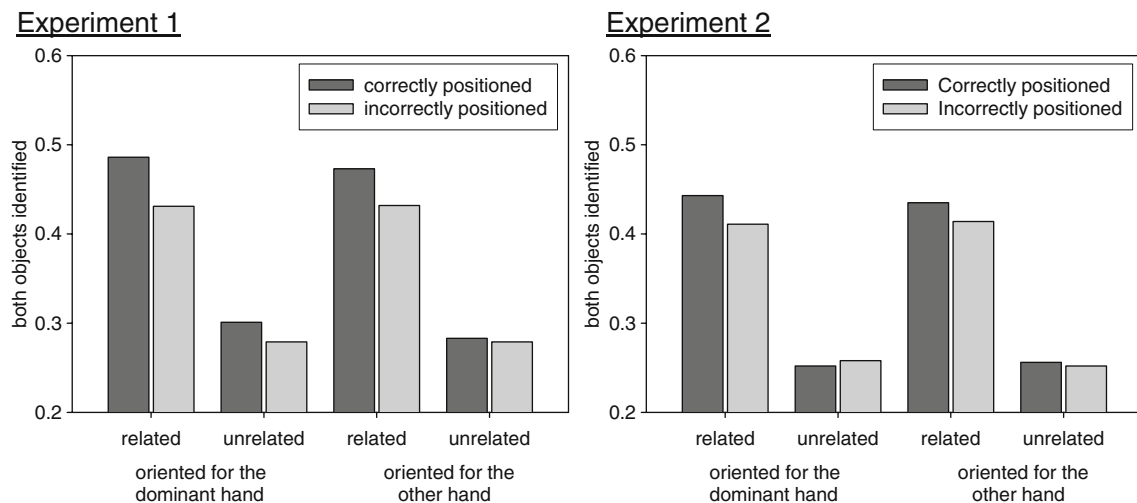 Experiment 1
0.6
0.5
0.4
0.3
0.2
both objects identified
correctly positioned
incorrectly positioned
related unrelated related unrelated
oriented for the dominant hand
oriented for the other hand
Experiment 2
0.6
0.5
0.4
0.3
0.2
both objects identified
Correctly positioned
Incorrectly positioned
related unrelated related unrelated
oriented for the dominant hand
oriented for the other hand